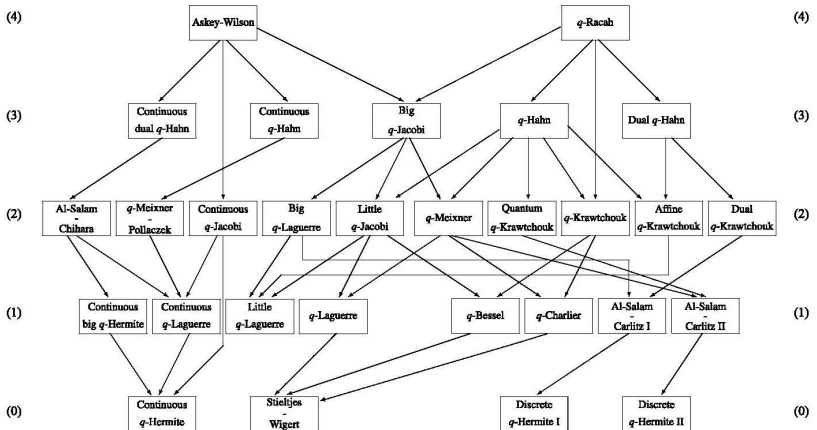 (4)
Askey-Wilson
q-Racah
(4)
(3)
Continuous
dual q-Hahn
Continuous
q-Hahn
Big
q-Jacobi
q-Hahn
Dual q-Hahn
(3)
(2)
Al-Salam
-
Chihara
q-Meixner
-
Pollaczek
Continuous
q-Jacobi
Big
q-Laguerre
Little
q-Jacobi
q-Meixner
Quantum
q-Krawtchouk
q-Krawtchouk
Affine
q-Krawtchouk
Dual
q-Krawtchouk
(2)
(1)
Continuous
big q-Hermite
Continuous
q-Laguerre
Little
q-Laguerre
q-Laguerre
q-Bessel
q-Charlier
Al-Salam
-
Carlitz I
Al-Salam
-
Carlitz II
(1)
(0)
Continuous
q-Hermite
Stieltjes
-
Wigert
Discrete
q-Hermite I
Discrete
q-Hermite II
(0)